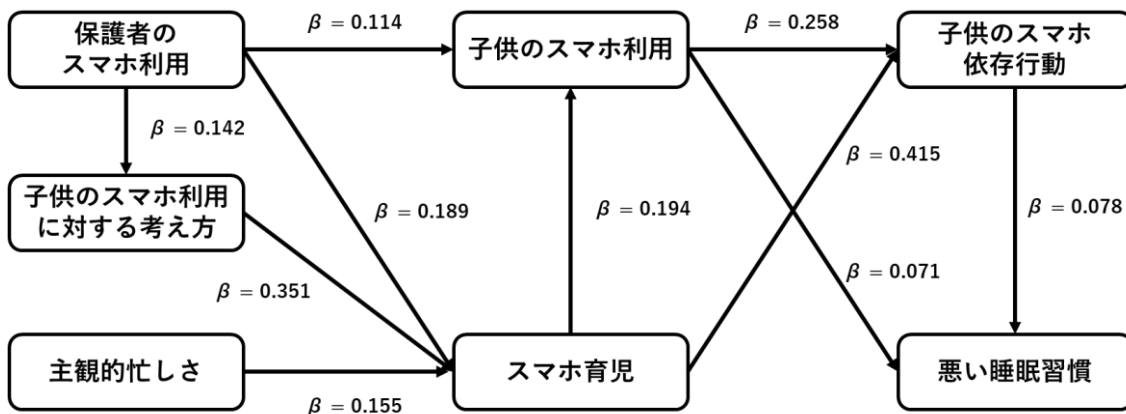 保護者の
スマホ利用
β = 0.114
子供のスマホ利用
β = 0.258
子供のスマホ
依存行動
β = 0.142
β = 0.415
子供のスマホ利用
に対する考え方
β = 0.189
β = 0.194
β = 0.078
β = 0.071
β = 0.351
主観的忙しさ
スマホ育児
悪い睡眠習慣
β = 0.155